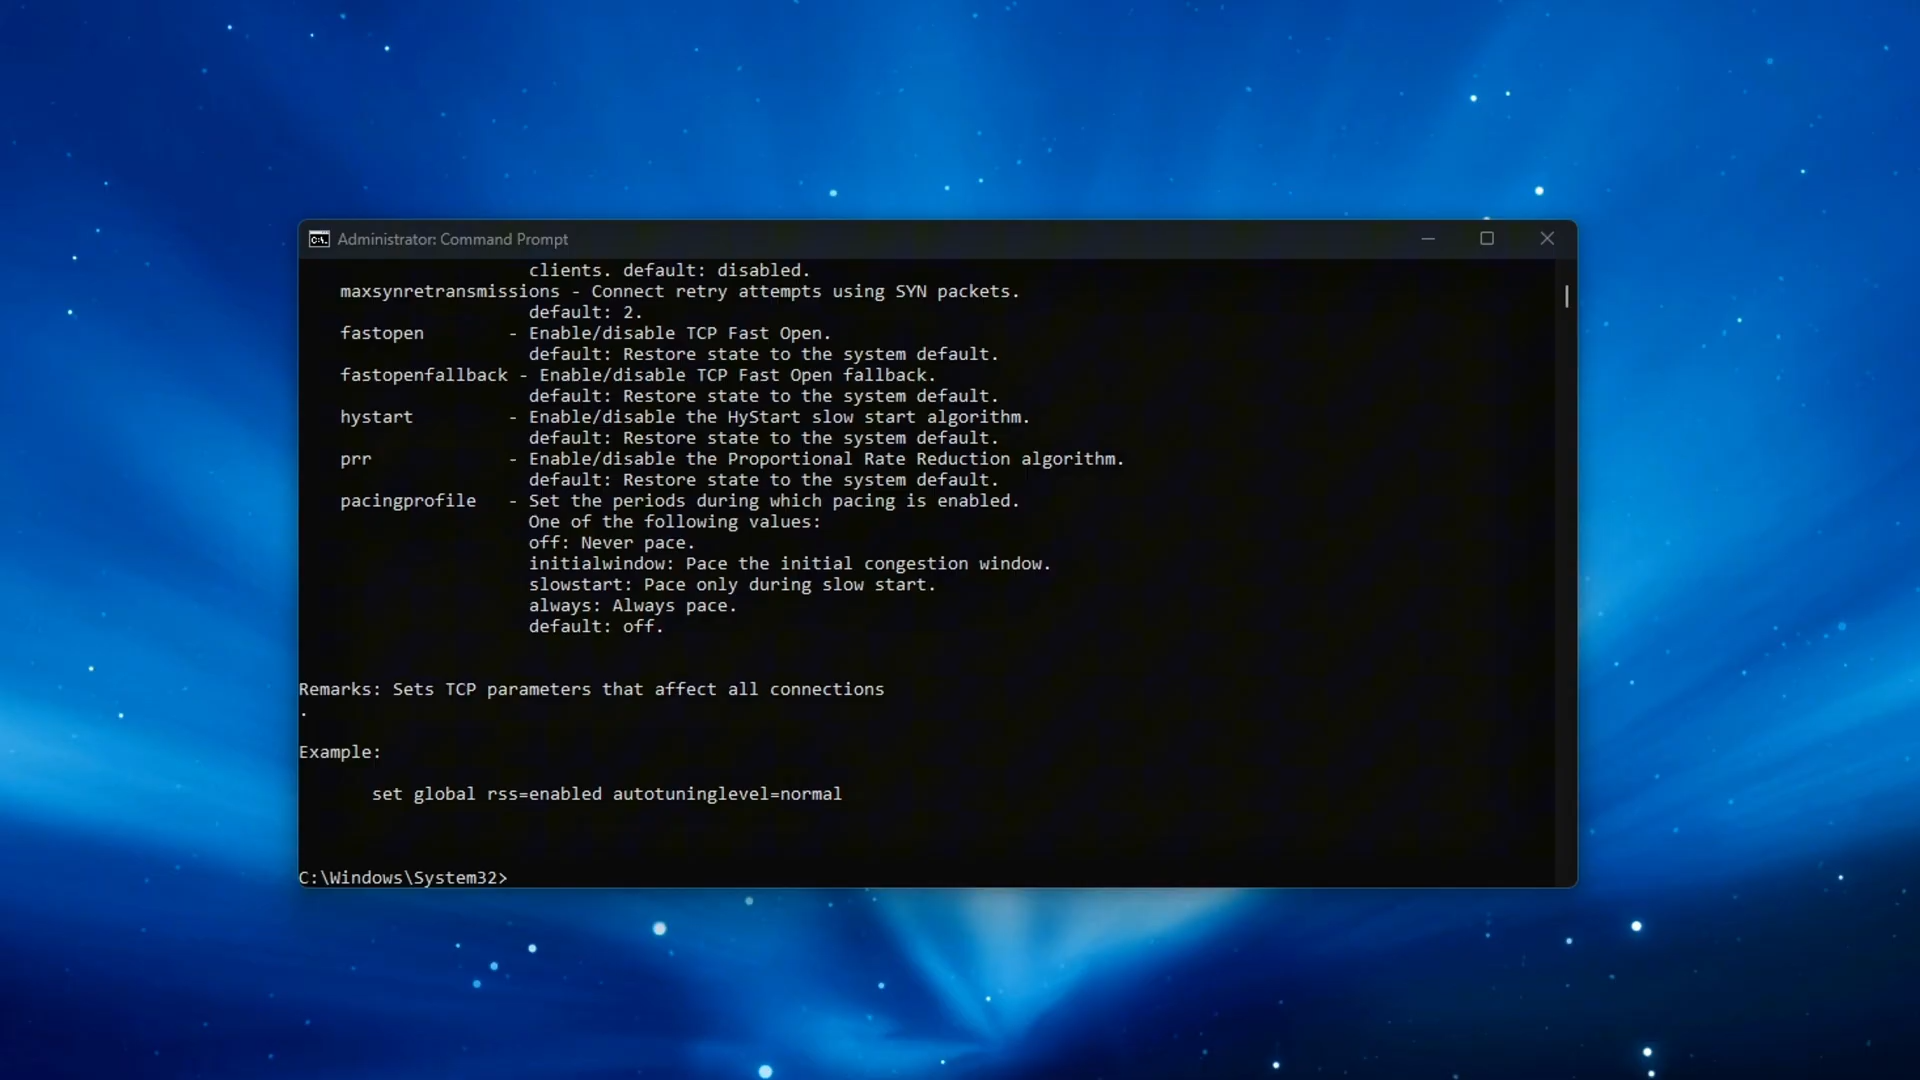 Administrator: Command Prompt
clients. default: disabled.
maxsynretransmissions - Connect retry attempts using SYN packets.
default: 2.
fastopen - Enable/disable TCP Fast Open.
default: Restore state to the system default.
fastopenfallback - Enable/disable TCP Fast Open fallback.
default: Restore state to the system default.
hystart - Enable/disable the HyStart slow start algorithm.
default: Restore state to the system default.
prr - Enable/disable the Proportional Rate Reduction algorithm.
default: Restore state to the system default.
pacingprofile - Set the periods during which pacing is enabled.
One of the following values:
off: Never pace.
initialwindow: Pace the initial congestion window.
slowstart: Pace only during slow start.
always: Always pace.
default: off.
Remarks: Sets TCP parameters that affect all connections
.
Example:
set global rss=enabled autotuninglevel=normal
C:\Windows\System32>